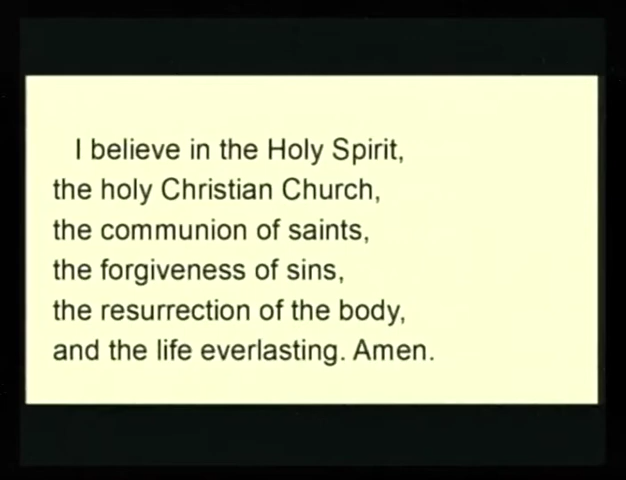 I believe in the Holy Spirit,
the holy Christian Church,
the communion of saints,
the forgiveness of sins,
the resurrection of the body,
and the life everlasting. Amen.